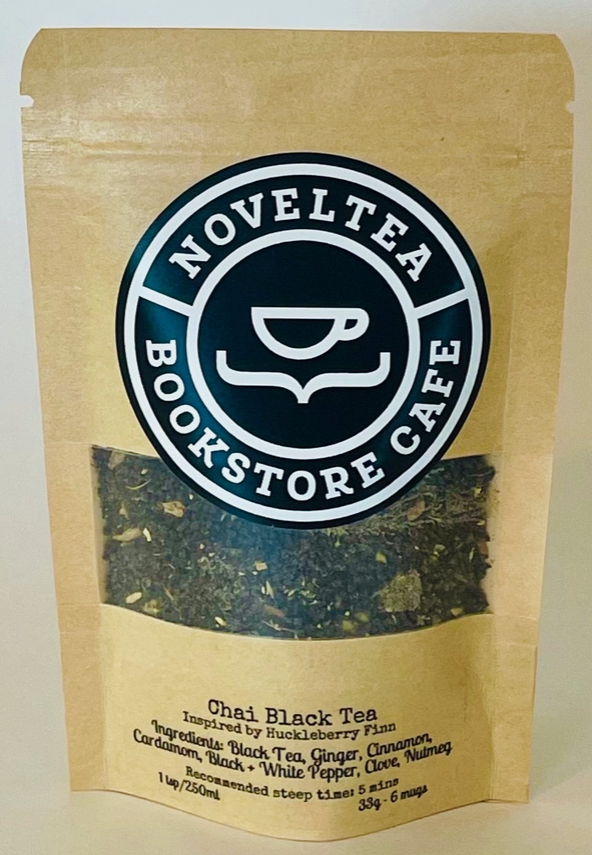 NOVELTEA
BOOKSTORE CAFE
Chai Black Tea
Inspired by Huckleberry Finn
Ingredients: Black Tea, Ginger, Cinnamon,
Cardamom, Black + White Pepper, Clove, Nutmeg
Recommended steep time: 5 mins
1 tsp/250ml
33g - 6 mugs